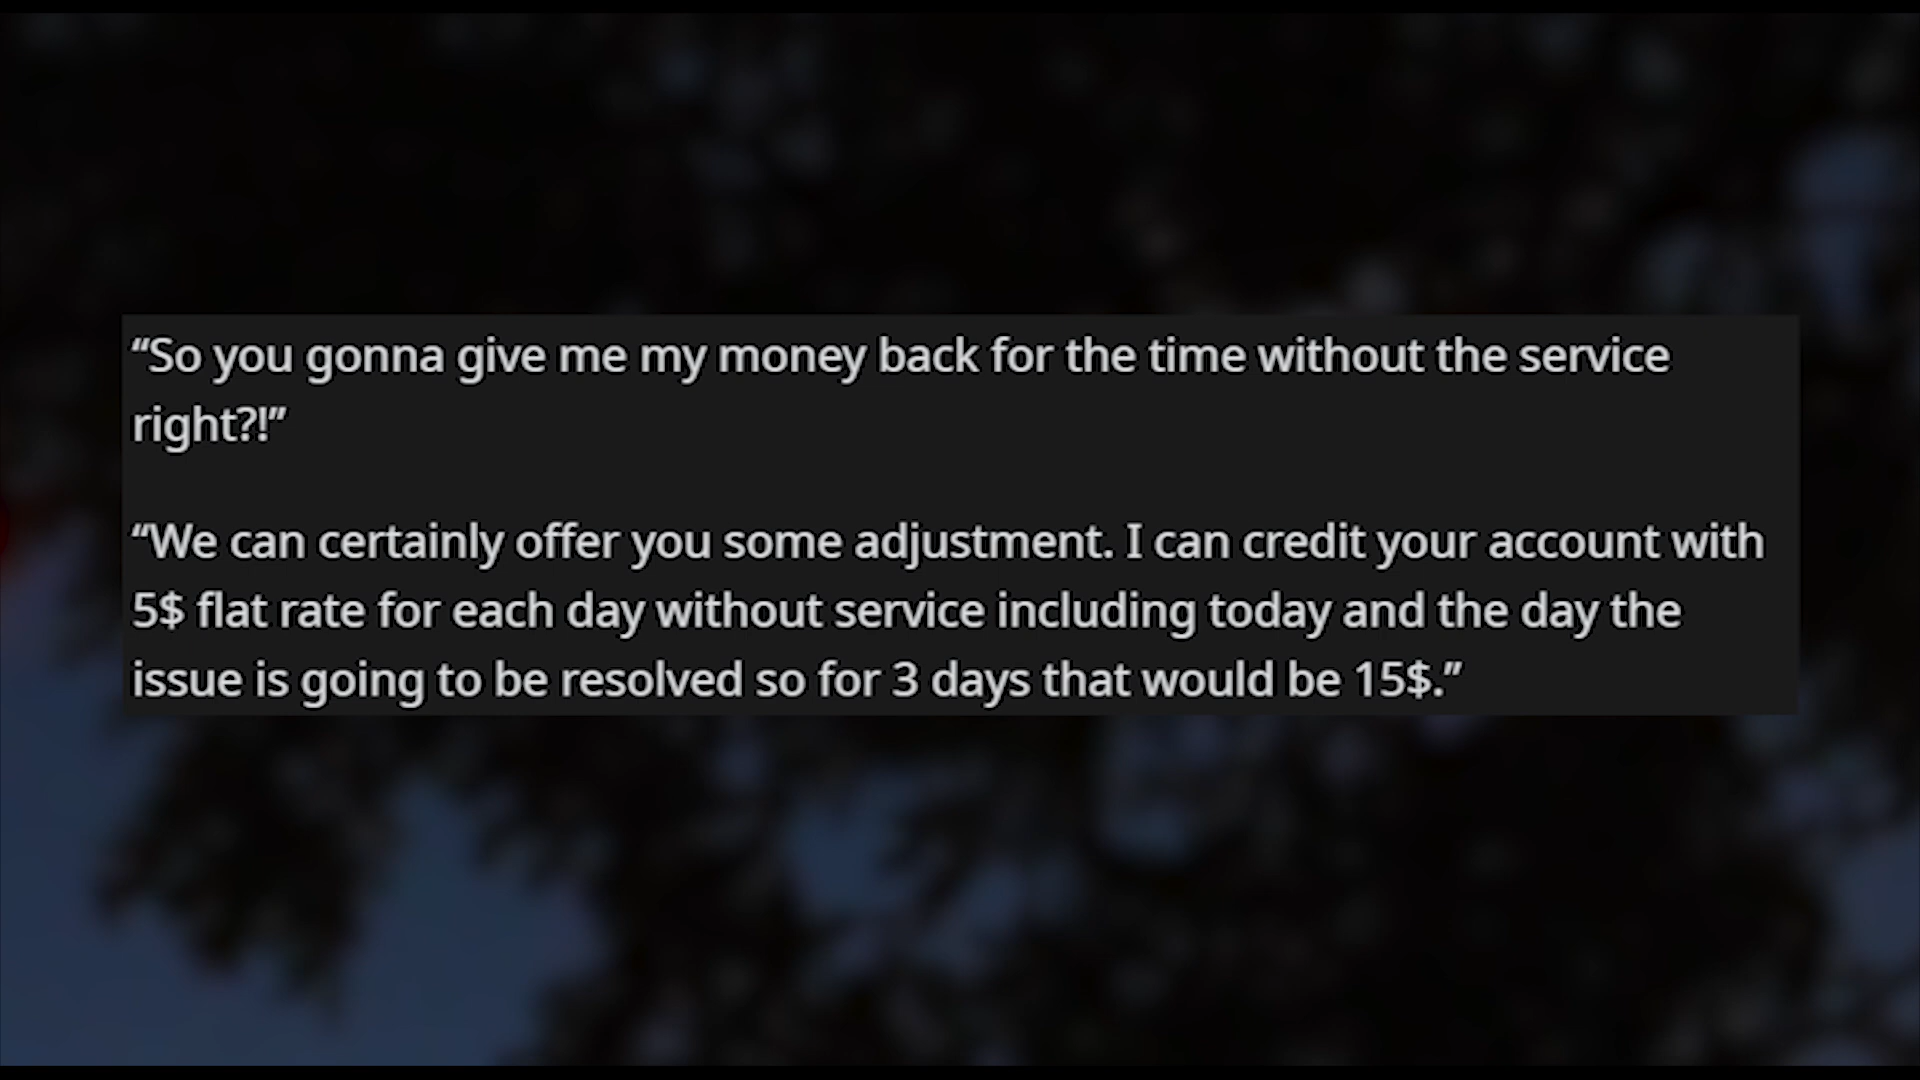 “So you gonna give me my money back for the time without the service
right?!”
“We can certainly offer you some adjustment. I can credit your account with
5$ flat rate for each day without service including today and the day the
issue is going to be resolved so for 3 days that would be 15$.”